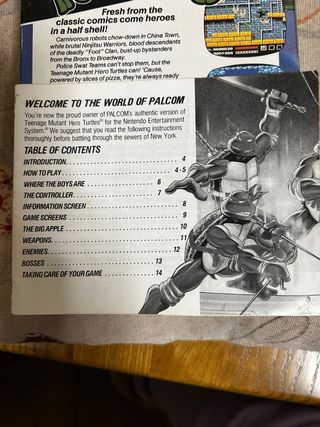 Fresh from the
classic comics come heroes
in a half shell!
Carnivorous robots chow-down in China Town,
while brutal Ninjitsu Warriors, blood descendants
of the deadly "Foot" Clan, bust-up bystanders
from the Bronx to Broadway.
Police Swat Teams can't stop them, but the
Teenage Mutant Hero Turtles can! 'Cause,
powered by slices of pizza, they're always ready
WELCOME TO THE WORLD OF PALCOM
You're now the proud owner of PALCOM's authentic version of
Teenage Mutant Hero Turtles® for the Nintendo Entertainment
System.® We suggest that you read the following instructions
thoroughly before battling through the sewers of New York.
TABLE OF CONTENTS
INTRODUCTION 4
HOW TO PLAY 4-5
WHERE THE BOYS ARE 6
THE CONTROLLER 7
INFORMATION SCREEN 8
GAME SCREENS 9
THE BIG APPLE 10
WEAPONS 11
ENEMIES 12
BOSSES 13
TAKING CARE OF YOUR GAME 14